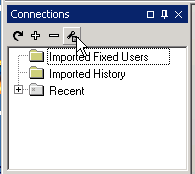 Connections
Imported Fixed Users
Imported History
Recent